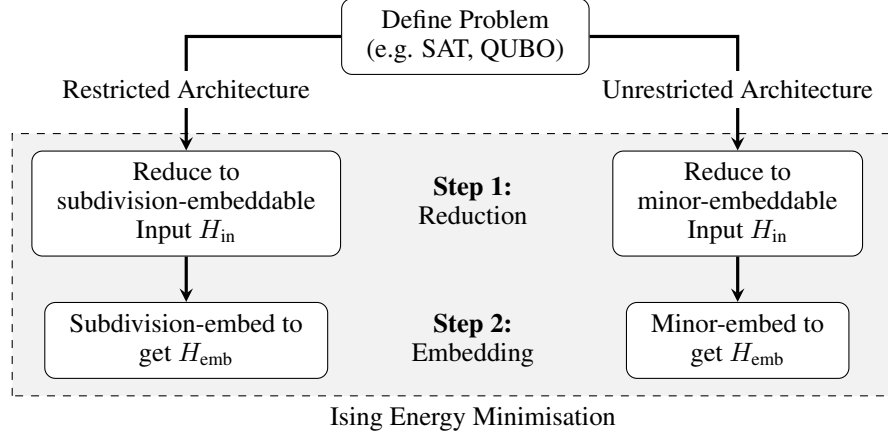 Define Problem
(e.g. SAT, QUBO)
Restricted Architecture
Unrestricted Architecture
Reduce to
subdivision-embeddable
Input H_in
Step 1:
Reduction
Reduce to
minor-embeddable
Input H_in
Subdivision-embed to
get H_emb
Step 2:
Embedding
Minor-embed to
get H_emb
Ising Energy Minimisation